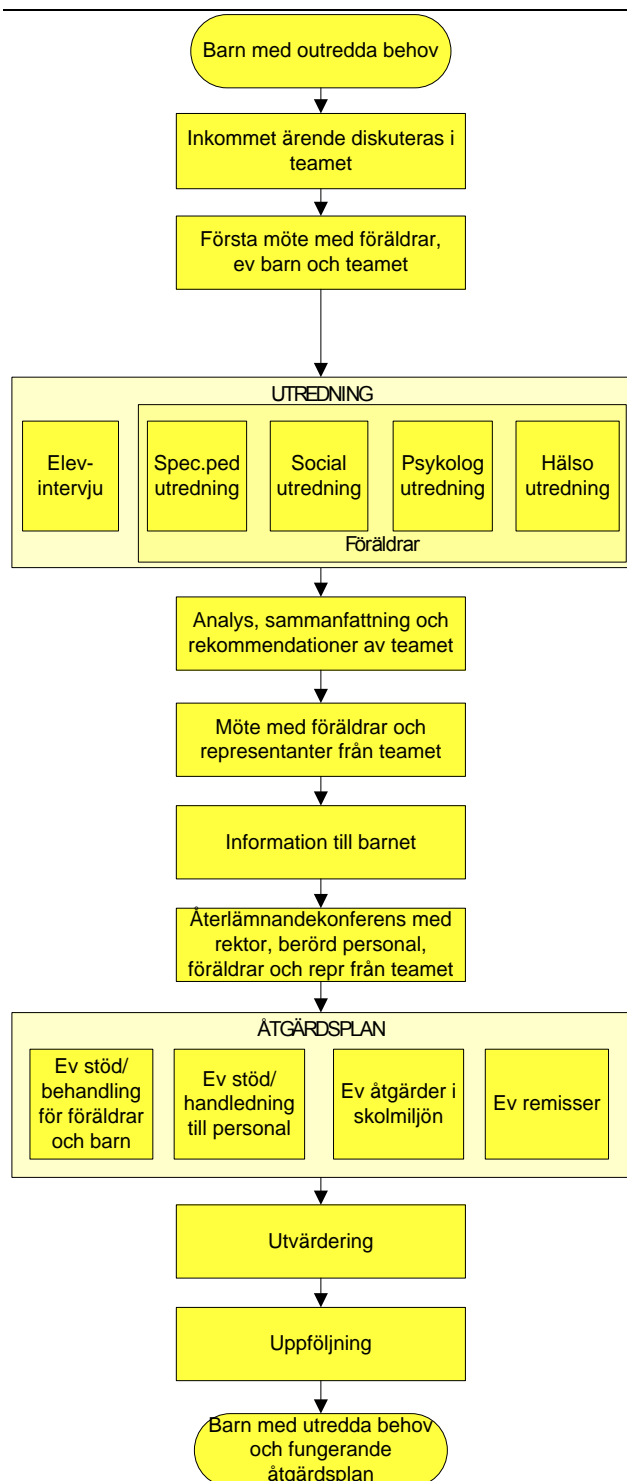 Barn med outredda behov
Inkommet ärende diskuteras i
teamet
Första möte med föräldrar,
ev barn och teamet
UTREDNING
Elev-
intervju
Spec.ped
utredning
Social
utredning
Psykolog
utredning
Hälso
utredning
Föräldrar
Analys, sammanfattning och
rekommendationer av teamet
Möte med föräldrar och
representanter från teamet
Information till barnet
Återlämnandekonferens med
rektor, berörd personal,
föräldrar och repr från teamet
ÅTGÄRDSPLAN
Ev stöd/
behandling
för föräldrar
och barn
Ev stöd/
handledning
till personal
Ev åtgärder i
skolmiljön
Ev remisser
Utvärdering
Uppföljning
Barn med utredda behov
och fungerande
åtgärdsplan